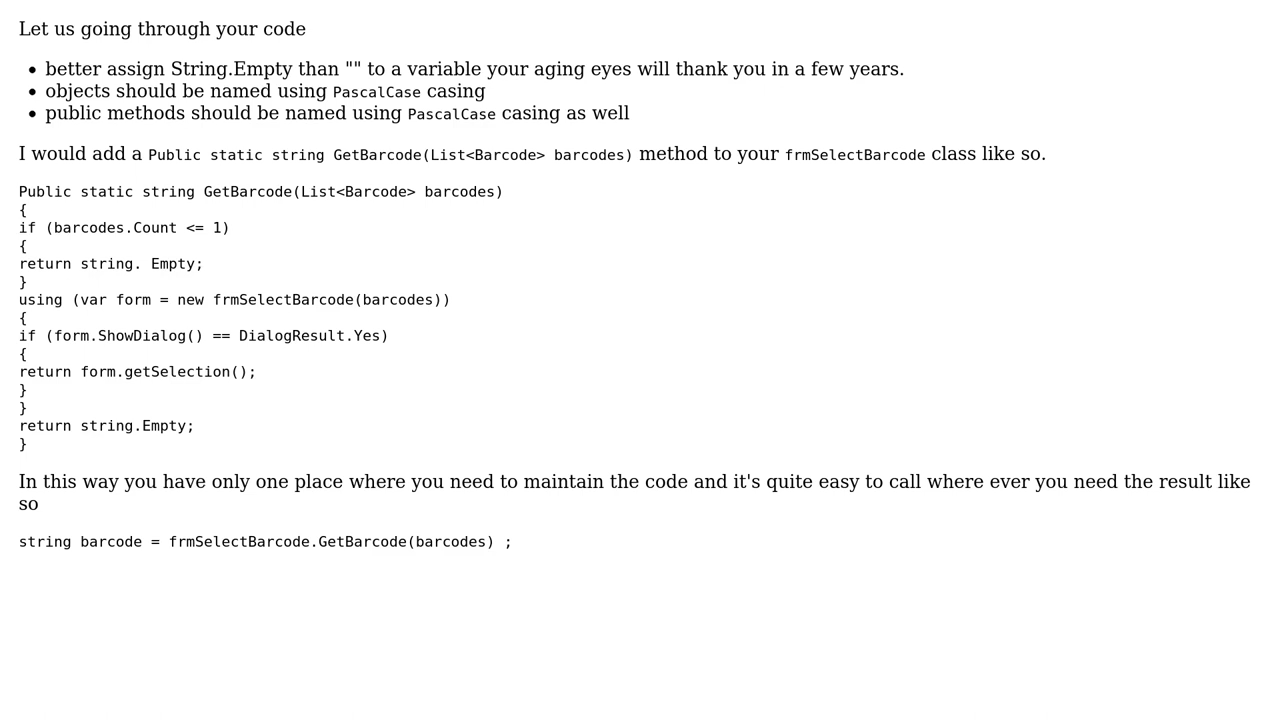 Let us going through your code
• better assign String.Empty than "" to a variable your aging eyes will thank you in a few years.
• objects should be named using PascalCase casing
• public methods should be named using PascalCase casing as well
I would add a Public static string GetBarcode(List<Barcode> barcodes) method to your frmSelectBarcode class like so.
Public static string GetBarcode(List<Barcode> barcodes)
{
if (barcodes.Count <= 1)
{
return string. Empty;
}
using (var form = new frmSelectBarcode(barcodes))
{
if (form.ShowDialog() == DialogResult.Yes)
{
return form.getSelection();
}
}
return string.Empty;
}
In this way you have only one place where you need to maintain the code and it's quite easy to call where ever you need the result like
so
string barcode = frmSelectBarcode.GetBarcode(barcodes) ;